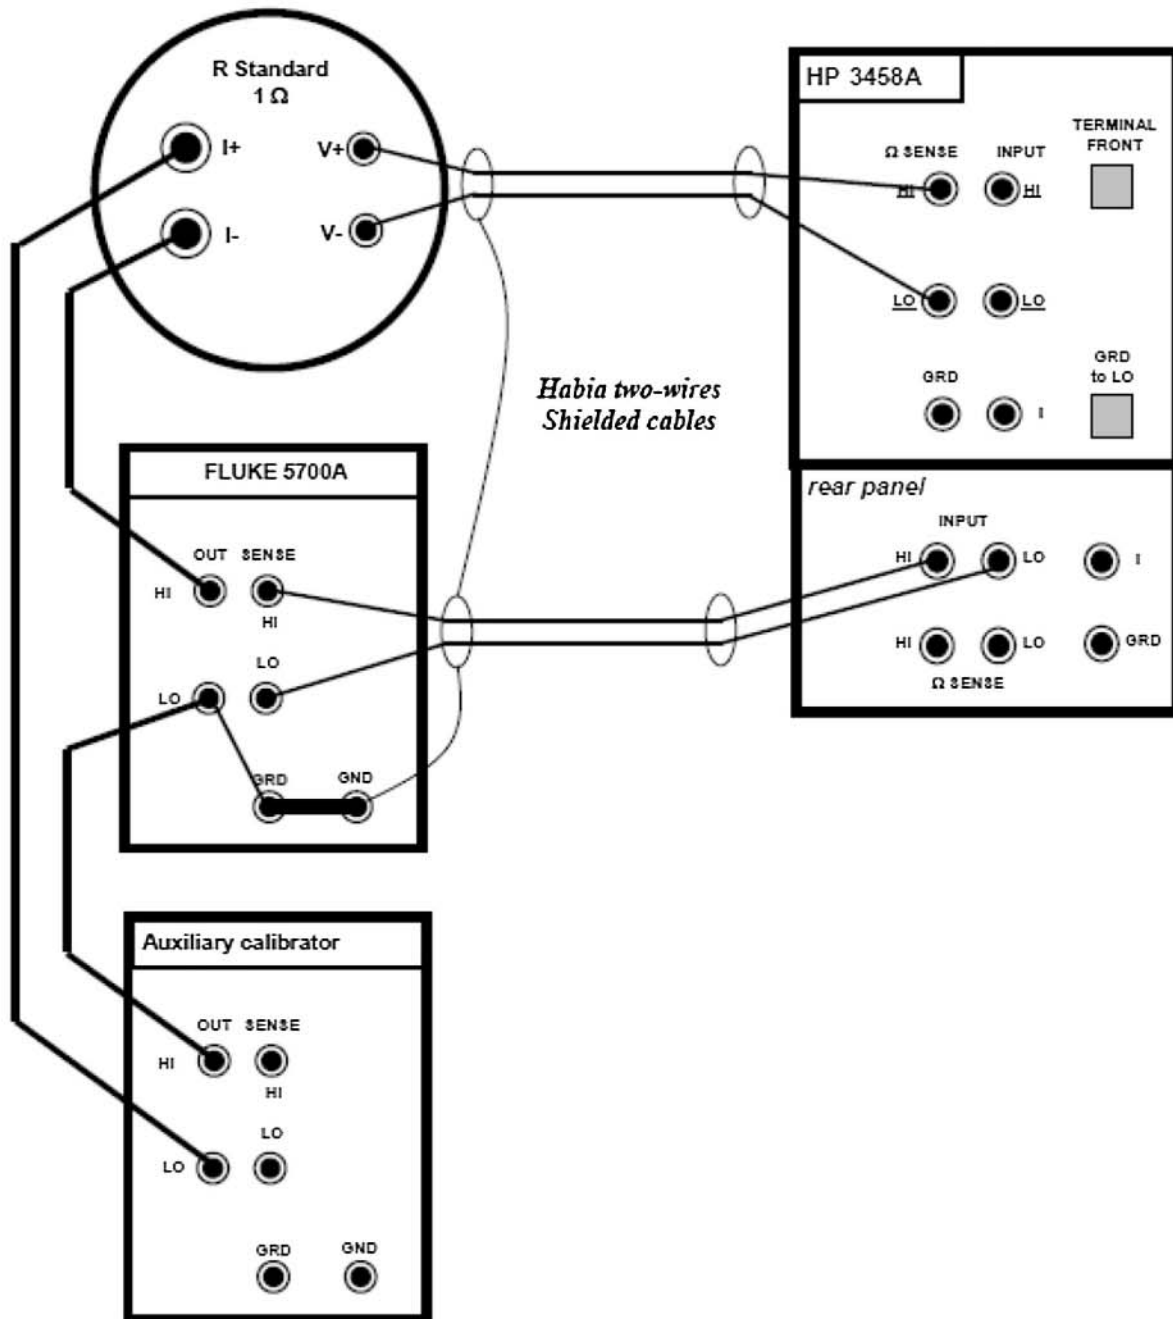 R Standard
1 Ω
I+
V+
I-
V-
HP 3458A
TERMINAL
FRONT
Ω SENSE
INPUT
HI
HI
LO
LO
GRD
to LO
GRD
I
Habia two-wires
Shielded cables
rear panel
INPUT
HI
LO
I
HI
LO
GRD
Ω SENSE
FLUKE 5700A
OUT
SENSE
HI
HI
LO
LO
GRD
GND
Auxiliary calibrator
OUT
SENSE
HI
HI
LO
LO
GRD
GND